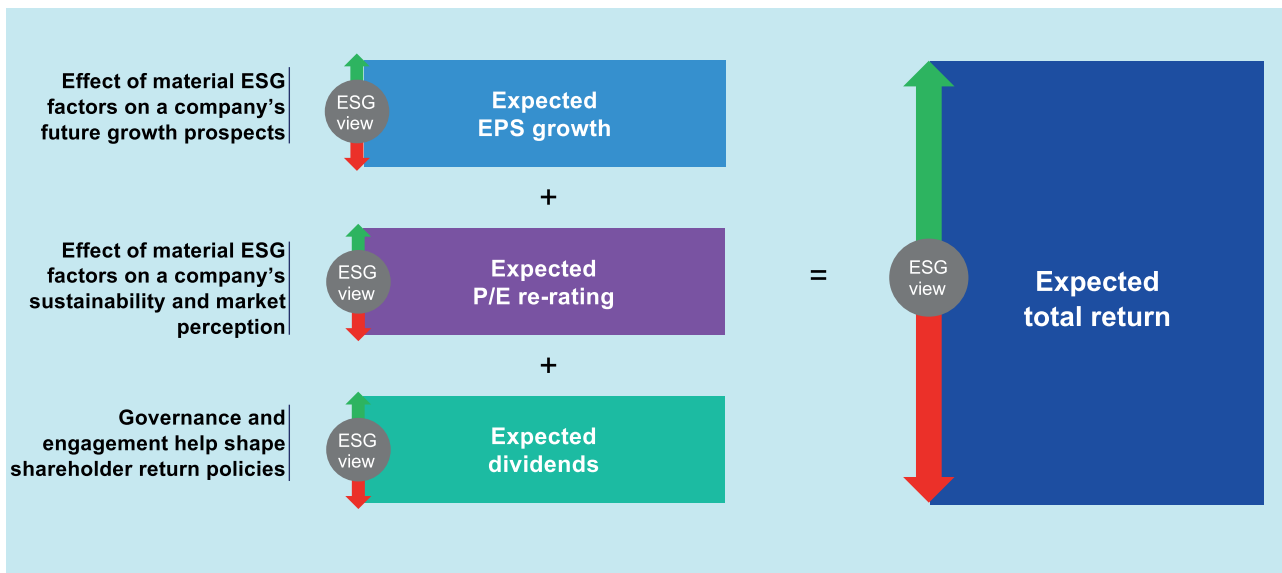 Effect of material ESG
factors on a company's
future growth prospects
ESG
view
Expected
EPS growth
+
Effect of material ESG
factors on a company's
sustainability and market
perception
ESG
view
Expected
P/E re-rating
+
Governance and
engagement help shape
shareholder return policies
ESG
view
Expected
dividends
=
ESG
view
Expected
total return